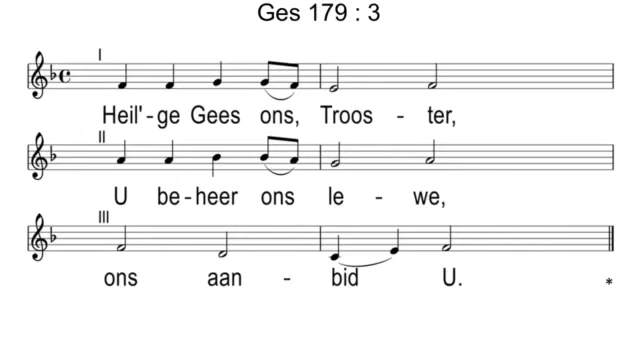 Ges 179 : 3
I
Heil'-ge Gees ons, Troos - ter,
II
U be-heer ons le - we,
III
ons aan - bid U. *